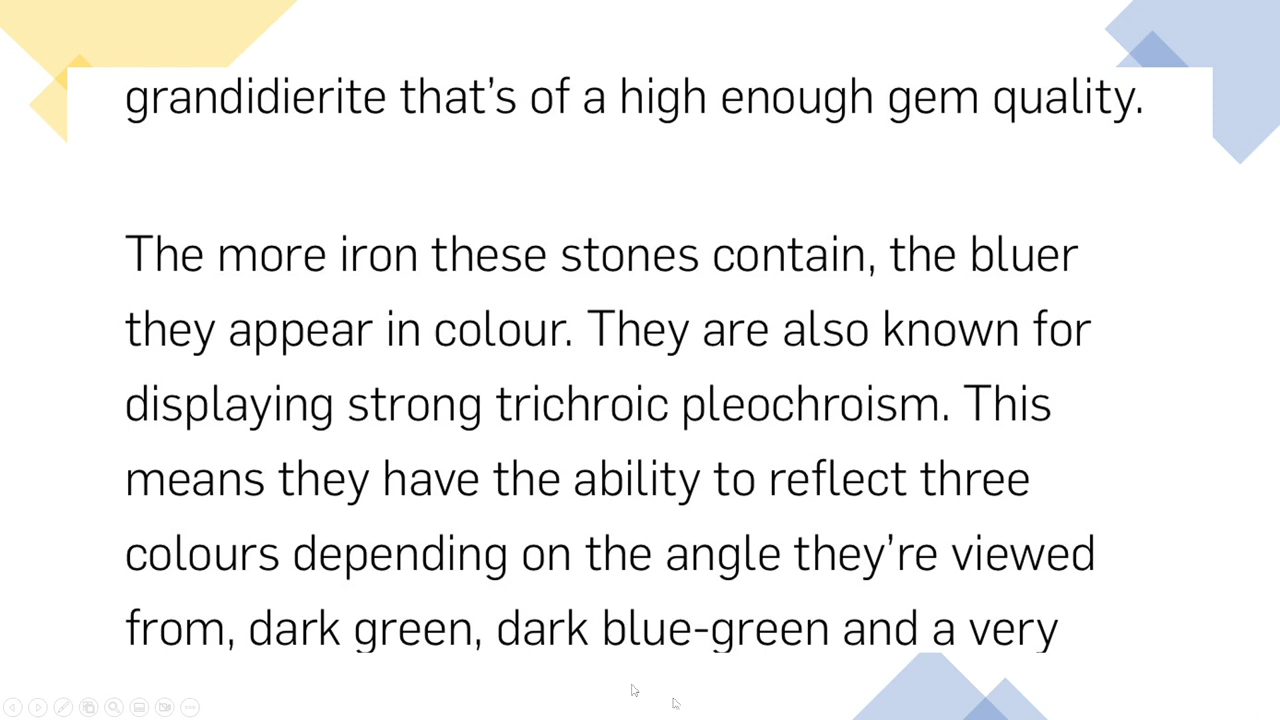 grandidierite that's of a high enough gem quality.
The more iron these stones contain, the bluer
they appear in colour. They are also known for
displaying strong trichroic pleochroism. This
means they have the ability to reflect three
colours depending on the angle they're viewed
from, dark green, dark blue-green and a very